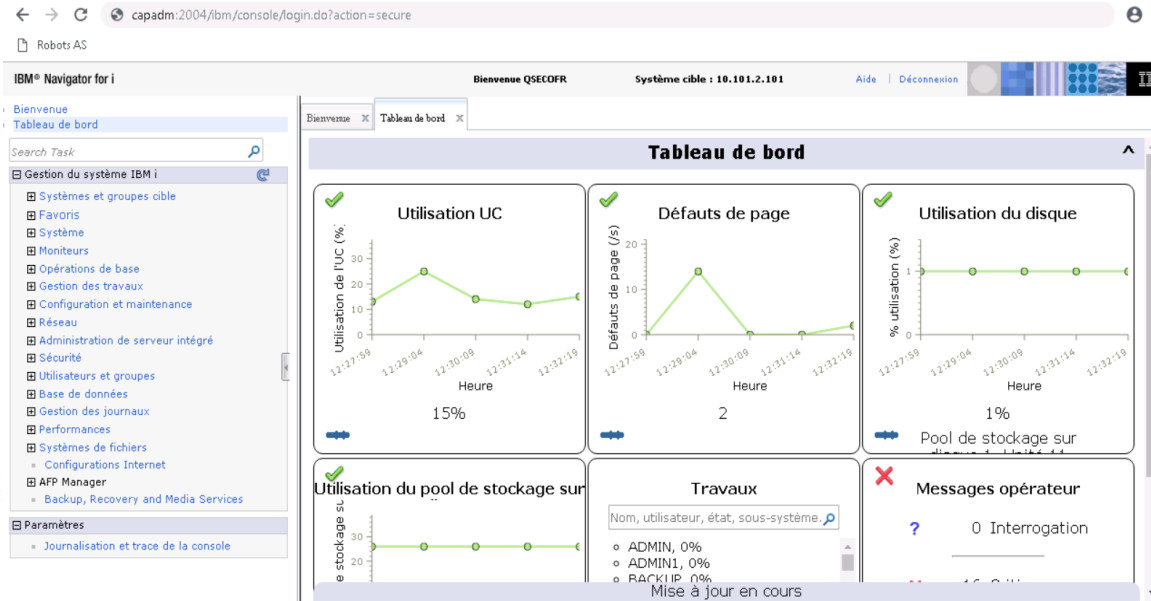 capadm:2004/ibm/console/login.do?action=secure
Robots AS
IBM® Navigator for i
Bienvenue QSECOFR
Système cible : 10.101.2.101
Aide | Déconnexion
Bienvenue
Tableau de bord
Search Task
Gestion du système IBM i
Systèmes et groupes cible
Favoris
Système
Moniteurs
Opérations de base
Gestion des travaux
Configuration et maintenance
Réseau
Administration de serveur intégré
Sécurité
Utilisateurs et groupes
Base de données
Gestion des journaux
Performances
Systèmes de fichiers
Configurations Internet
AFP Manager
Backup, Recovery and Media Services
Paramètres
Journalisation et trace de la console
Bienvenue X Tableau de bord X
Tableau de bord
Utilisation UC
Utilisation de l'UC (%
30
20
10
0
12:27:59 12:29:04 12:30:09 12:31:14 12:32:19
Heure
15%
Défauts de page
Défauts de page (/s)
20
10
0
12:27:59 12:29:04 12:30:09 12:31:14 12:32:19
Heure
2
Utilisation du disque
% utilisation (%)
1
0
12:27:59 12:29:04 12:30:09 12:31:14 12:32:19
Heure
1%
Pool de stockage sur
Utilisation du pool de stockage sur
e stockage su
30
20
Travaux
Nom, utilisateur, état, sous-système.
ADMIN, 0%
ADMIN1, 0%
BACKUP, 0%
Messages opérateur
? 0 Interrogation
Mise à jour en cours